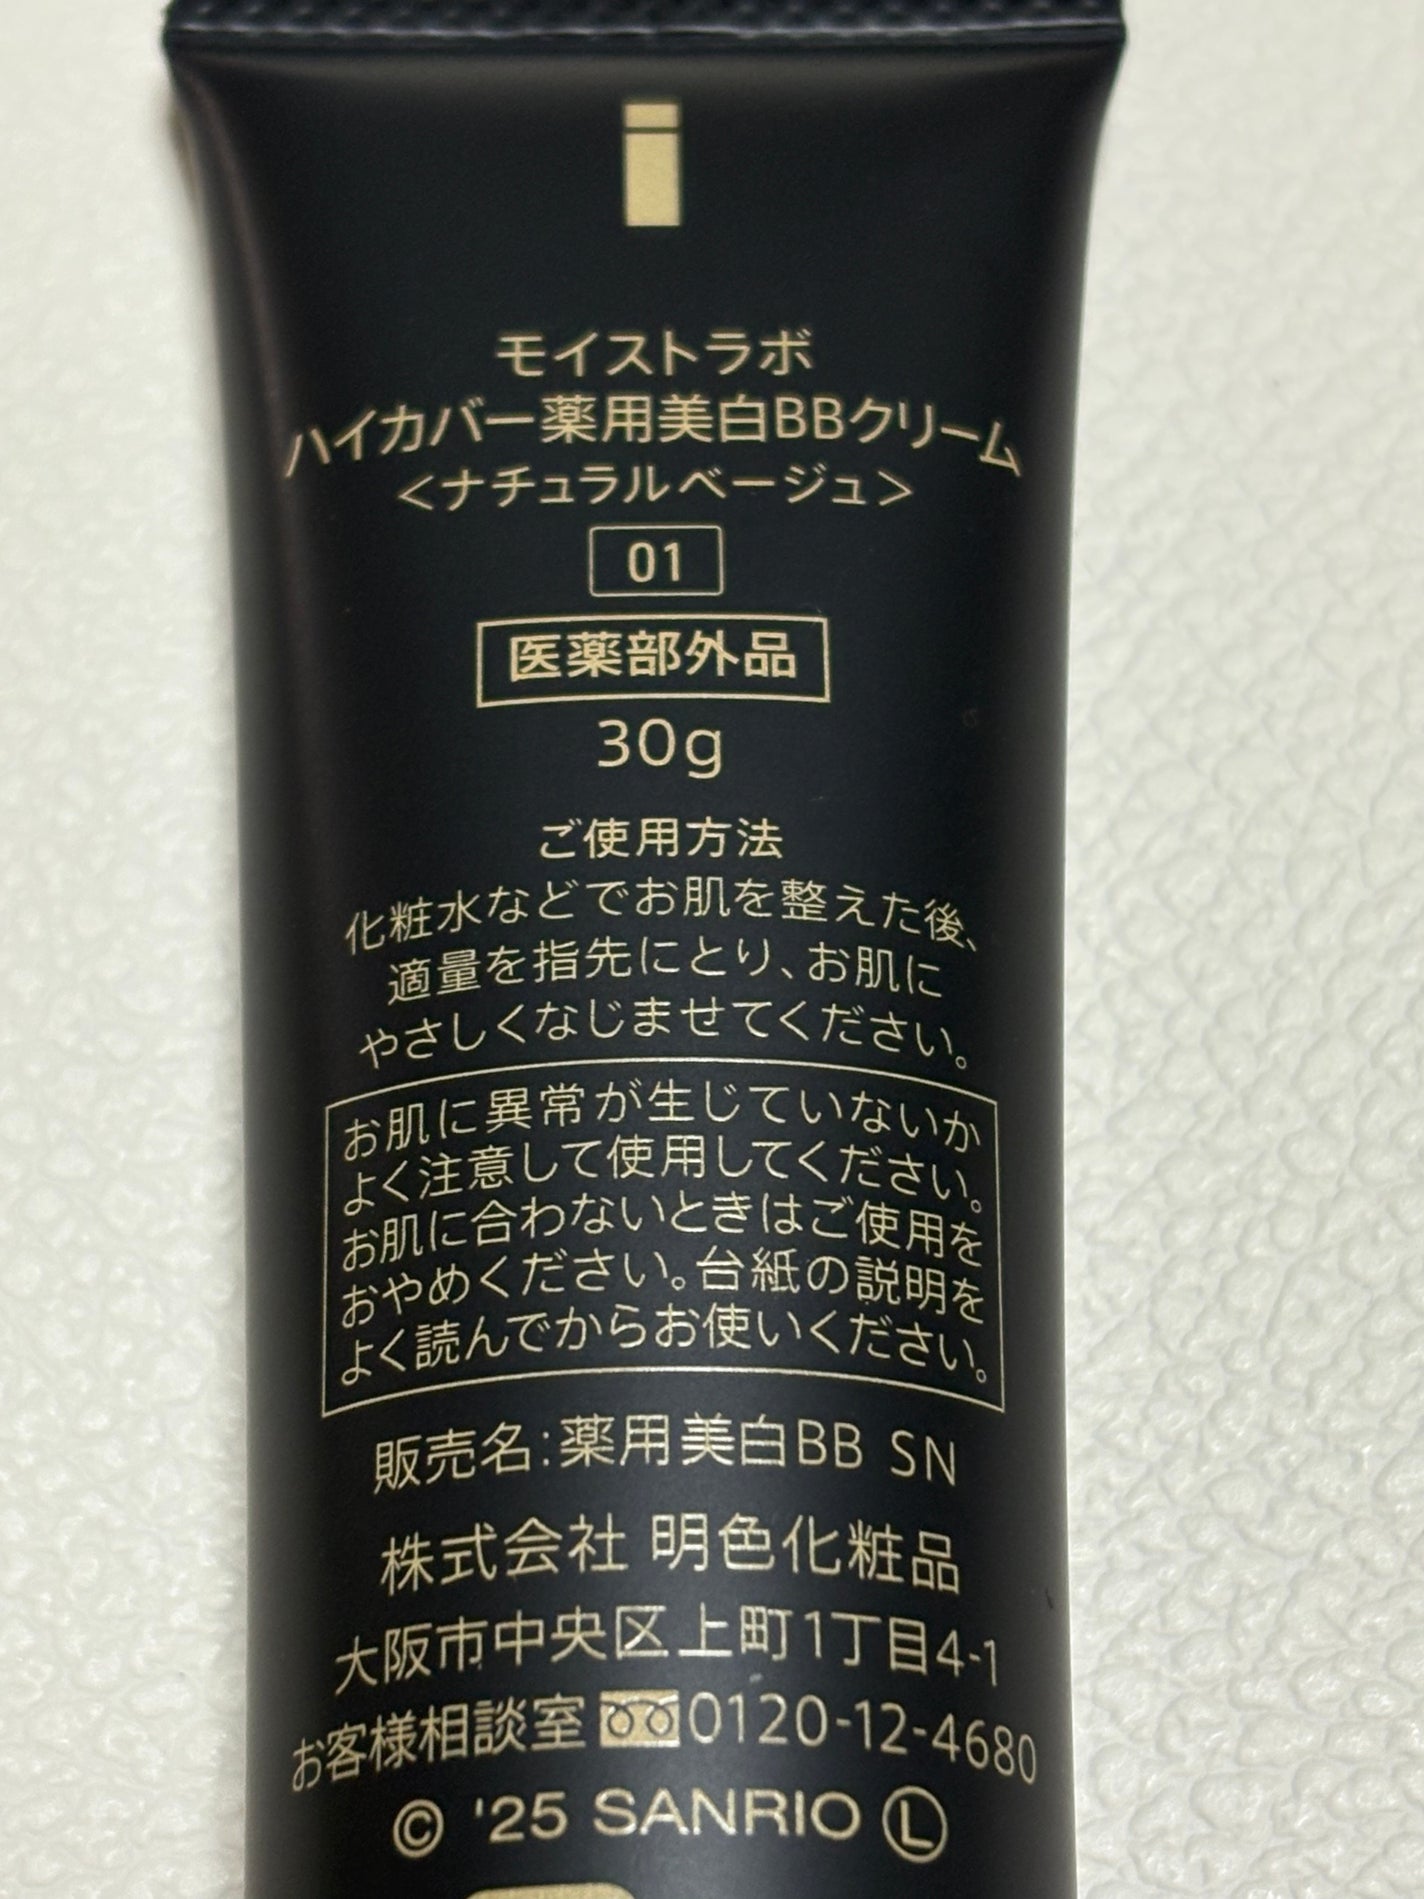 モイストラボ
ハイカバー薬用美白BBクリーム
<ナチュラルベージュ>
01
医薬部外品
30g
ご使用方法
化粧水などでお肌を整えた後、
適量を指先にとり、お肌に
やさしくなじませてください。
お肌に異常が生じていないか
よく注意して使用してください。
お肌に合わないときはご使用を
おやめください。台紙の説明を
よく読んでからお使いください。
販売名:薬用美白BB SN
株式会社 明色化粧品
大阪市中央区上町1丁目4-1
お客様相談室 0120-12-4680
© '25 SANRIO Ⓛ